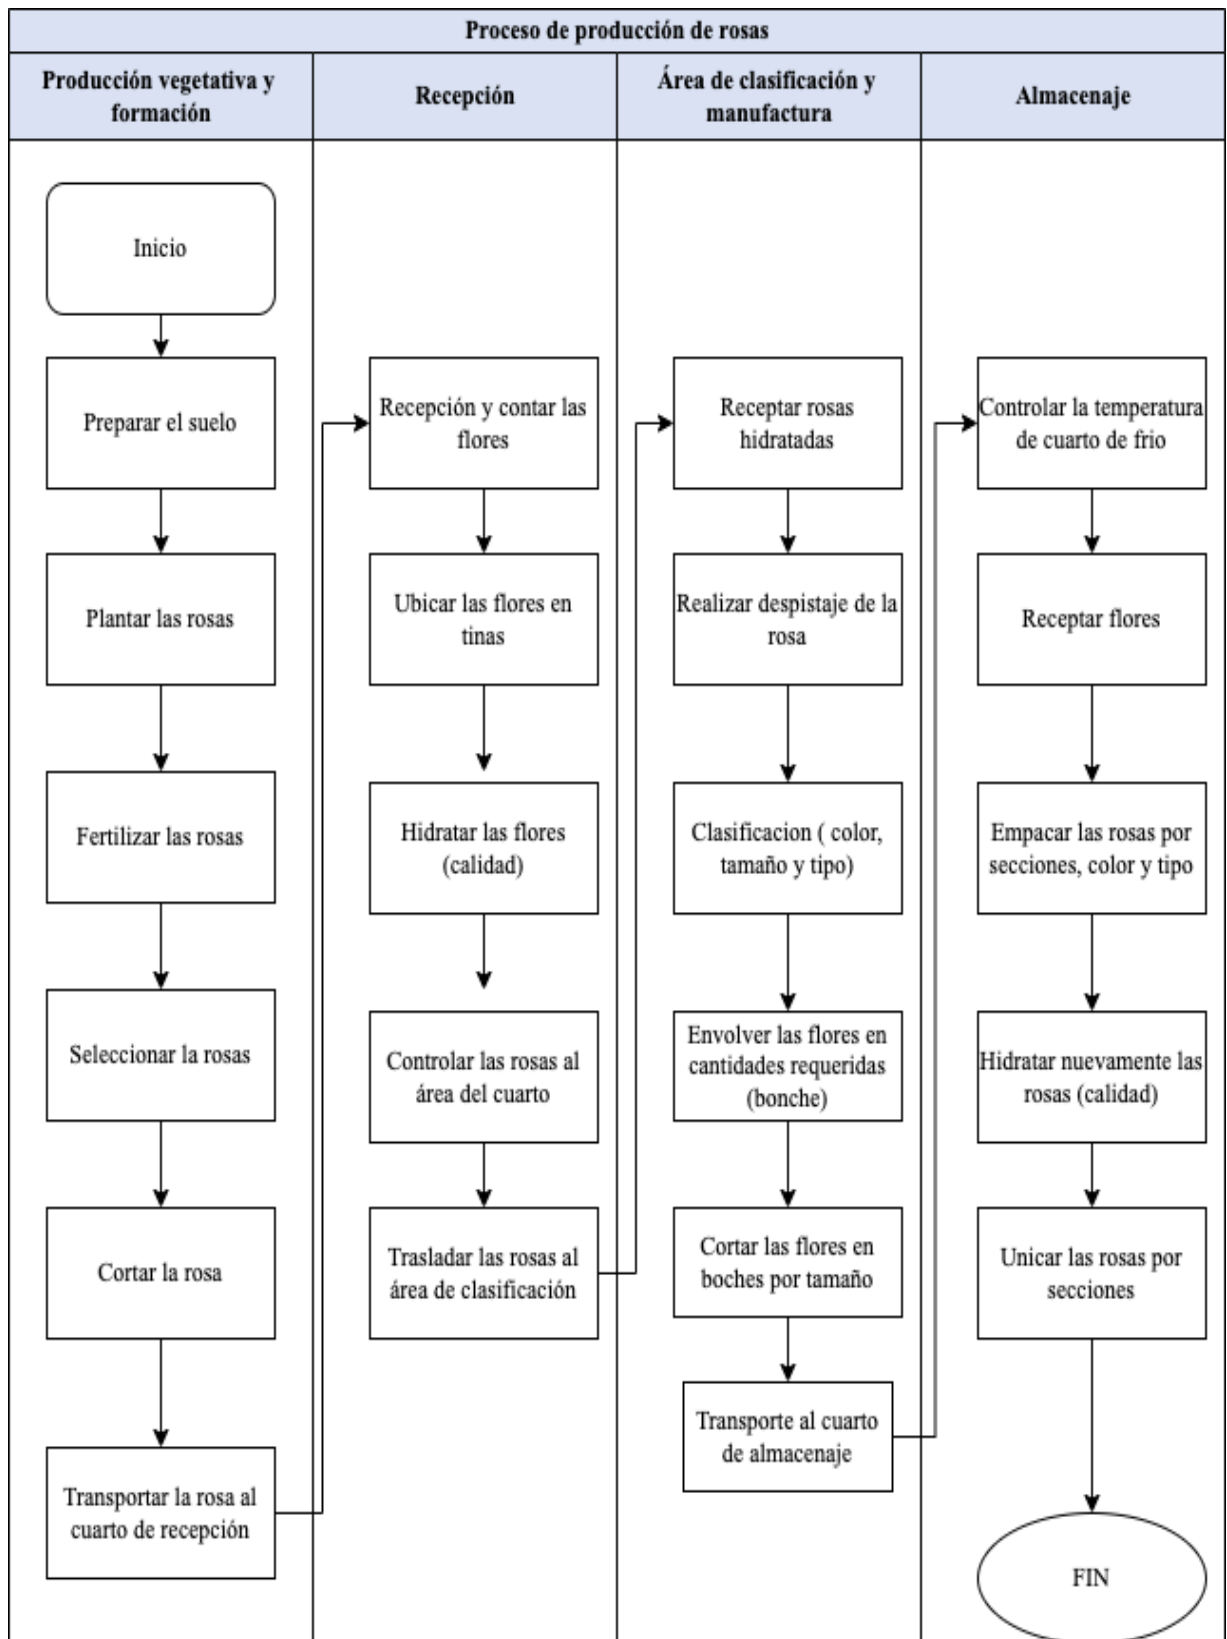 Proceso de producción de rosas
Producción vegetativa y
formación
Recepción
Área de clasificación y
manufactura
Almacenaje
Inicio
Preparar el suelo
Plantar las rosas
Fertilizar las rosas
Seleccionar la rosas
Cortar la rosa
Transportar la rosa al
cuarto de recepción
Recepción y contar las
flores
Ubicar las flores en
tinas
Hidratar las flores
(calidad)
Controlar las rosas al
área del cuarto
Trasladar las rosas al
área de clasificación
Receptar rosas
hidratadas
Realizar despistaje de la
rosa
Clasificacion ( color,
tamaño y tipo)
Envolver las flores en
cantidades requeridas
(bonche)
Cortar las flores en
boches por tamaño
Transporte al cuarto
de almacenaje
Controlar la temperatura
de cuarto de frio
Receptar flores
Empacar las rosas por
secciones, color y tipo
Hidratar nuevamente las
rosas (calidad)
Unicar las rosas por
secciones
FIN